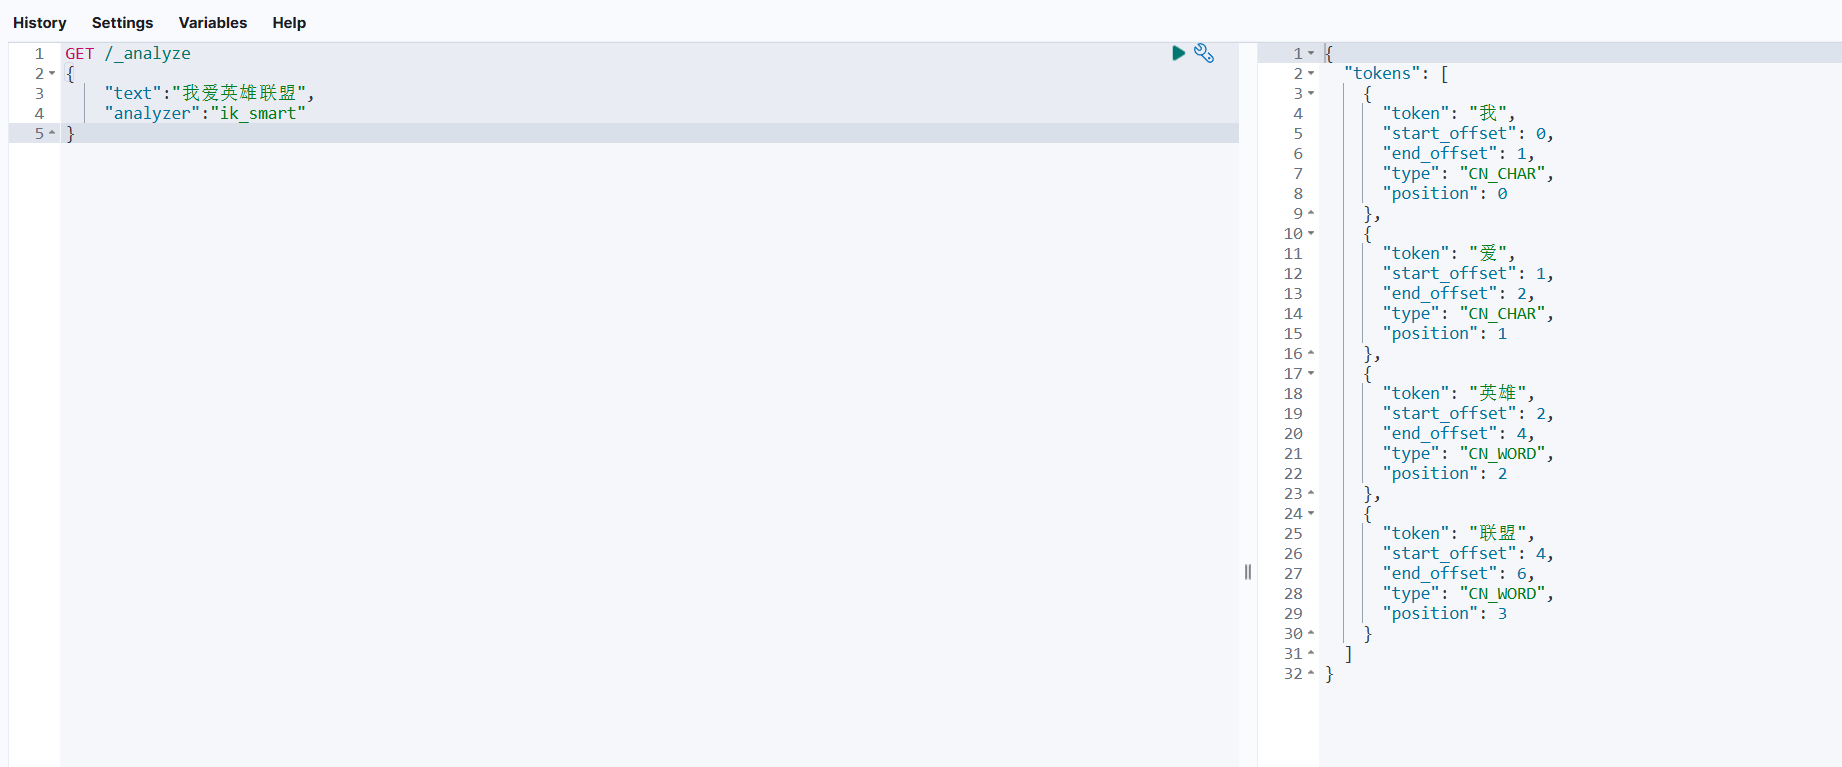 History Settings Variables Help
1 GET /_analyze
2 {
3 "text":"我爱英雄联盟",
4 "analyzer":"ik_smart"
5 }
1 {
2 "tokens": [
3 {
4 "token": "我",
5 "start_offset": 0,
6 "end_offset": 1,
7 "type": "CN_CHAR",
8 "position": 0
9 },
10 {
11 "token": "爱",
12 "start_offset": 1,
13 "end_offset": 2,
14 "type": "CN_CHAR",
15 "position": 1
16 },
17 {
18 "token": "英雄",
19 "start_offset": 2,
20 "end_offset": 4,
21 "type": "CN_WORD",
22 "position": 2
23 },
24 {
25 "token": "联盟",
26 "start_offset": 4,
27 "end_offset": 6,
28 "type": "CN_WORD",
29 "position": 3
30 }
31 ]
32 }